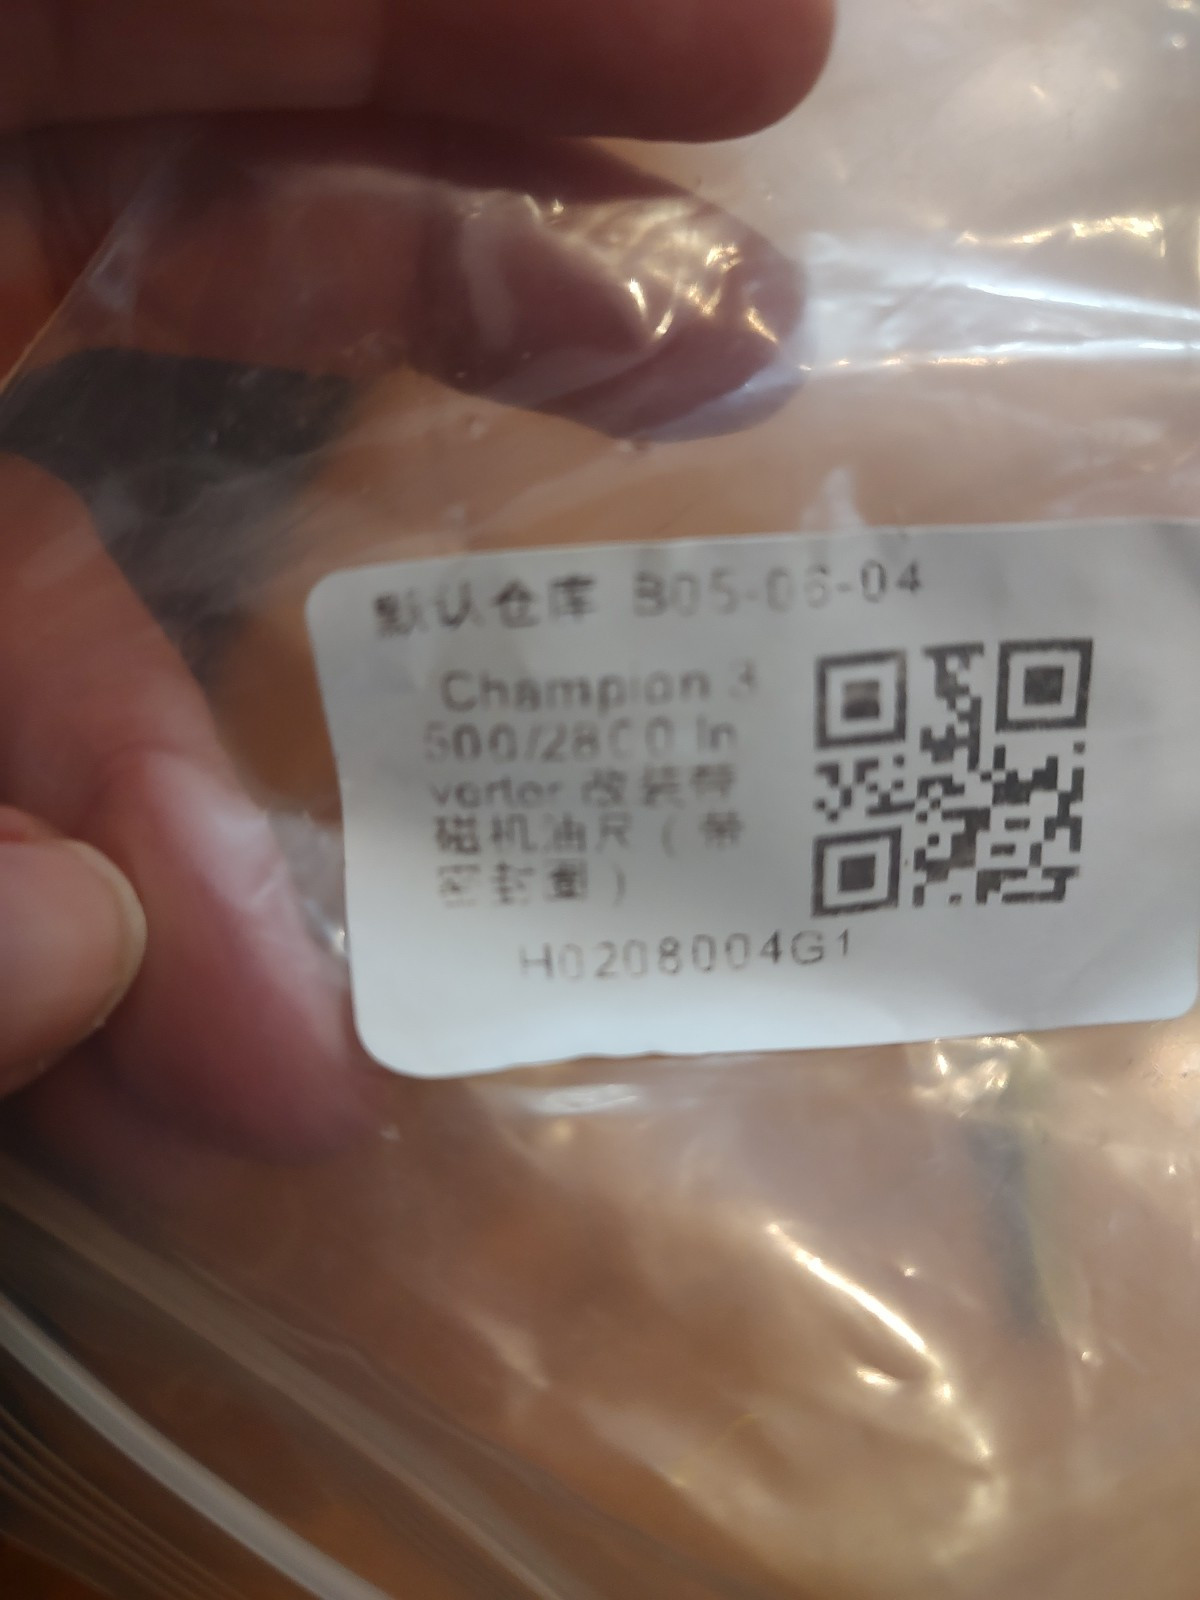 默认仓库 B05-06-04
Champion 3
500/2800 In
verter 改装带
磁机油尺（带
密封圈）
H0208004G1